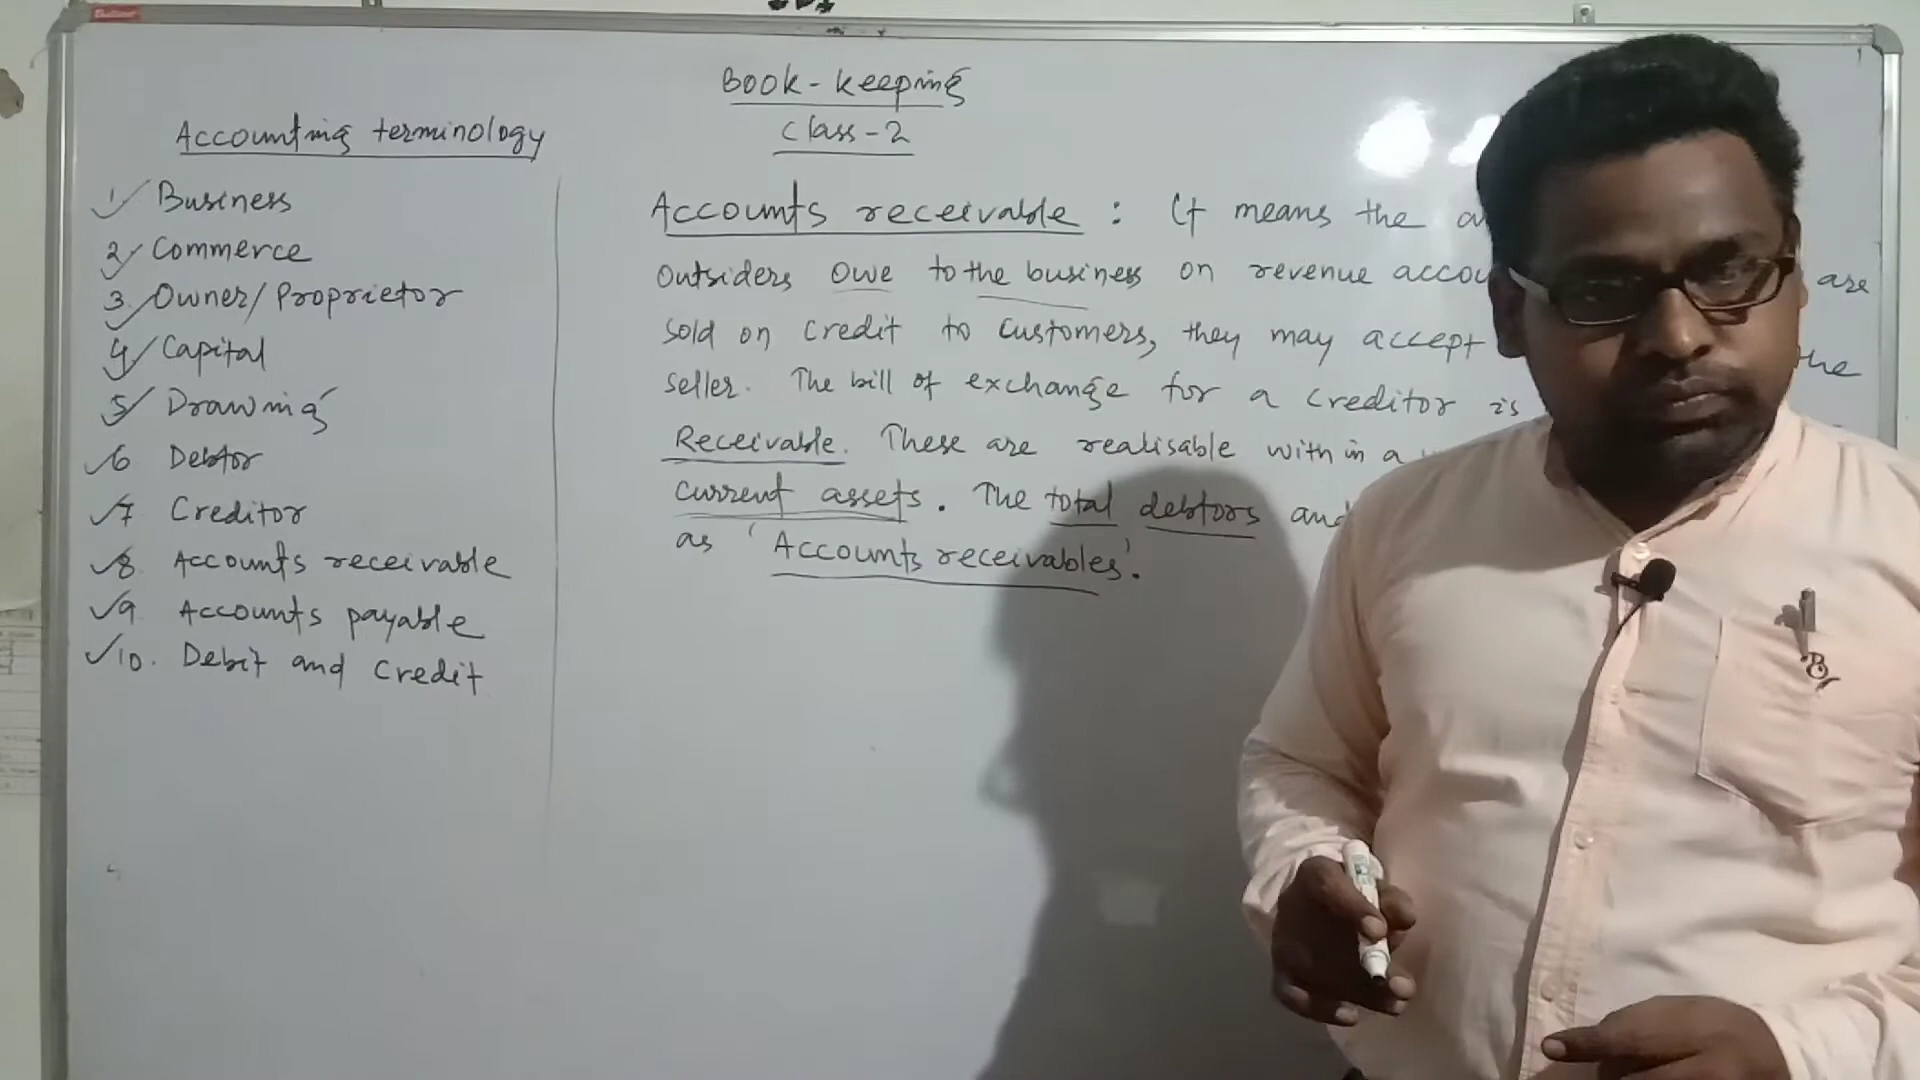 Book-keeping
Class-2
Accounting terminology
1 Business
2 Commerce
3. Owner/Proprietor
4 Capital
5 Drawing
6 Debtor
7 Creditor
8. Accounts receivable
9 Accounts payable
10. Debit and Credit
Accounts receivable : It means the
Outsiders owe to the business on revenue are
sold on credit to customers, they may accept the
seller. The bill of exchange for a creditor is
Receivable. These are realisable with in a
current assets. The total debtors and
as 'Accounts receivables'.